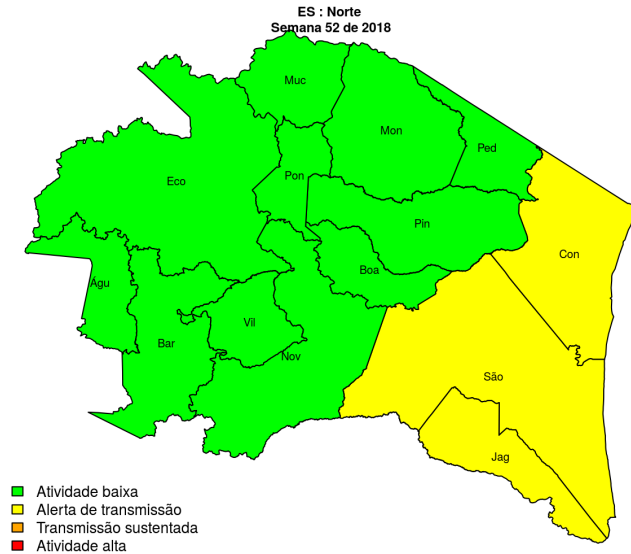 ES : Norte
Semana 52 de 2018
Muc
Mon
Ped
Eco
Pon
Pin
Con
Boa
Águ
Vil
Bar
Nov
São
Jag
Atividade baixa
Alerta de transmissão
Transmissão sustentada
Atividade alta